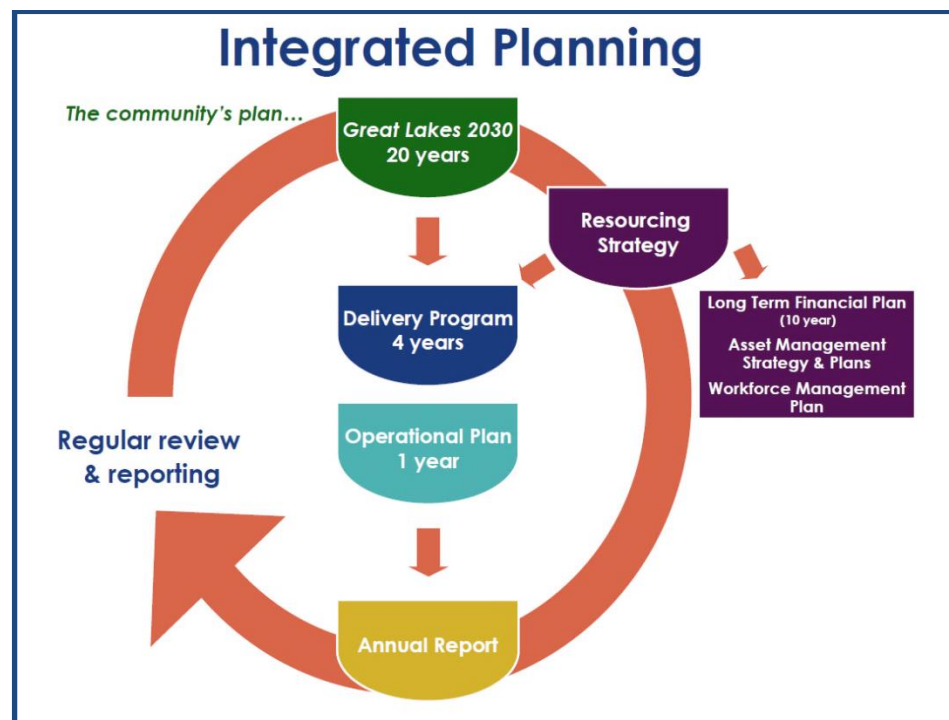 Integrated Planning
The community's plan...
Great Lakes 2030
20 years
Resourcing
Strategy
Delivery Program
4 years
Long Term Financial Plan
(10 year)
Asset Management
Strategy & Plans
Workforce Management
Plan
Operational Plan
1 year
Regular review
& reporting
Annual Report